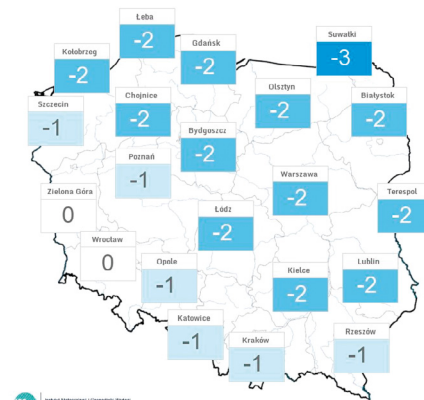 Łeba
-2
Gdańsk
-2
Suwałki
-3
Kołobrzeg
-2
Szczecin
-1
Chojnice
-2
Olsztyn
-2
Białystok
-2
Bydgoszcz
-2
Poznań
-1
Warszawa
-2
Terespol
-2
Zielona Góra
0
Łódź
-2
Wrocław
0
Opole
-1
Kielce
-2
Lublin
-2
Katowice
-1
Kraków
-1
Rzeszów
-1